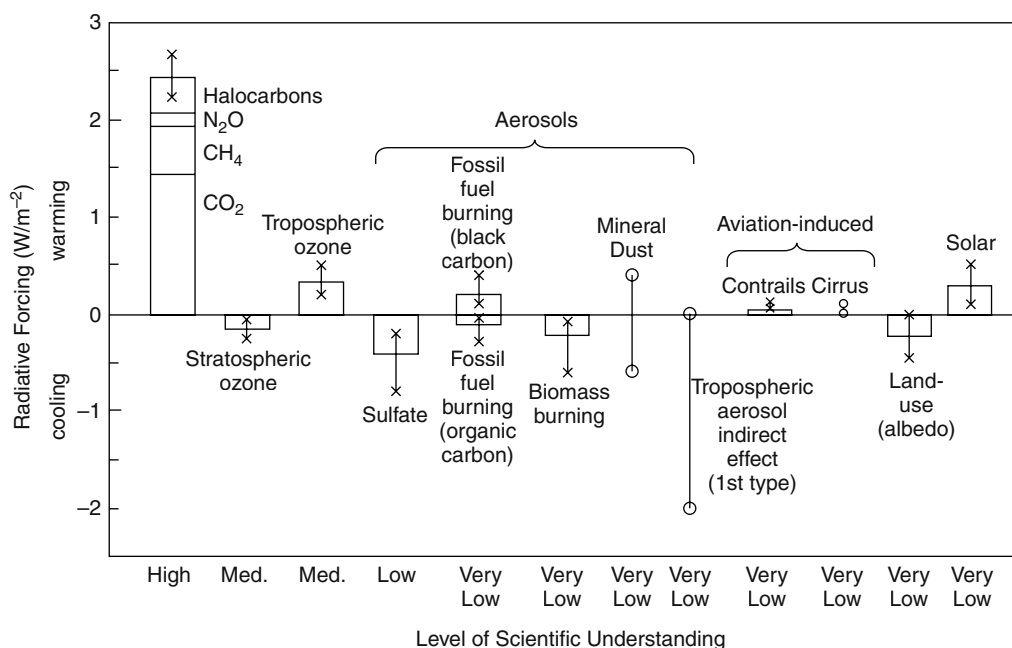 Radiative Forcing (W/m⁻²)
cooling
warming
3
2
1
0
−1
−2
Halocarbons
N₂O
CH₄
CO₂
Stratospheric
ozone
Tropospheric
ozone
Aerosols
Sulfate
Fossil
fuel
burning
(black
carbon)
Fossil
fuel
burning
(organic
carbon)
Biomass
burning
Mineral
Dust
Tropospheric
aerosol
indirect
effect
(1st type)
Aviation-induced
Contrails Cirrus
Land-
use
(albedo)
Solar
High
Med.
Med.
Low
Very
Low
Very
Low
Very
Low
Very
Low
Very
Low
Very
Low
Very
Low
Very
Low
Level of Scientific Understanding